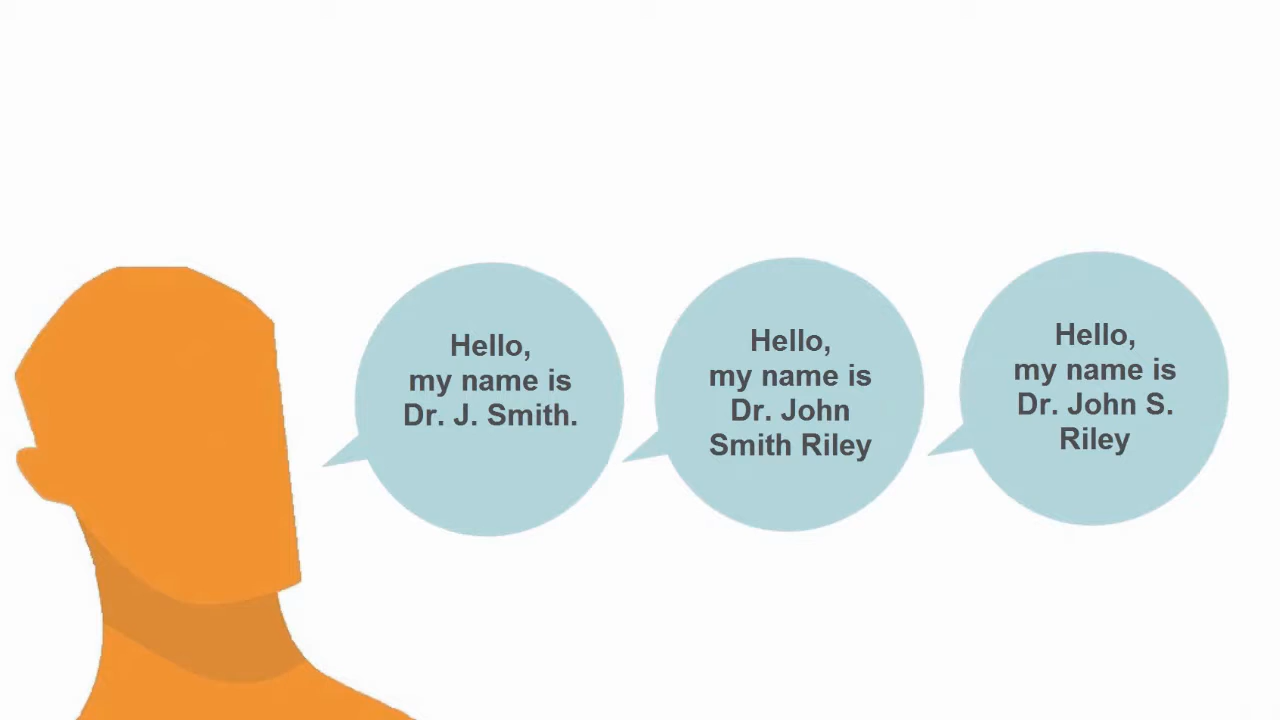 Hello,
my name is
Dr. J. Smith.
Hello,
my name is
Dr. John
Smith Riley
Hello,
my name is
Dr. John S.
Riley